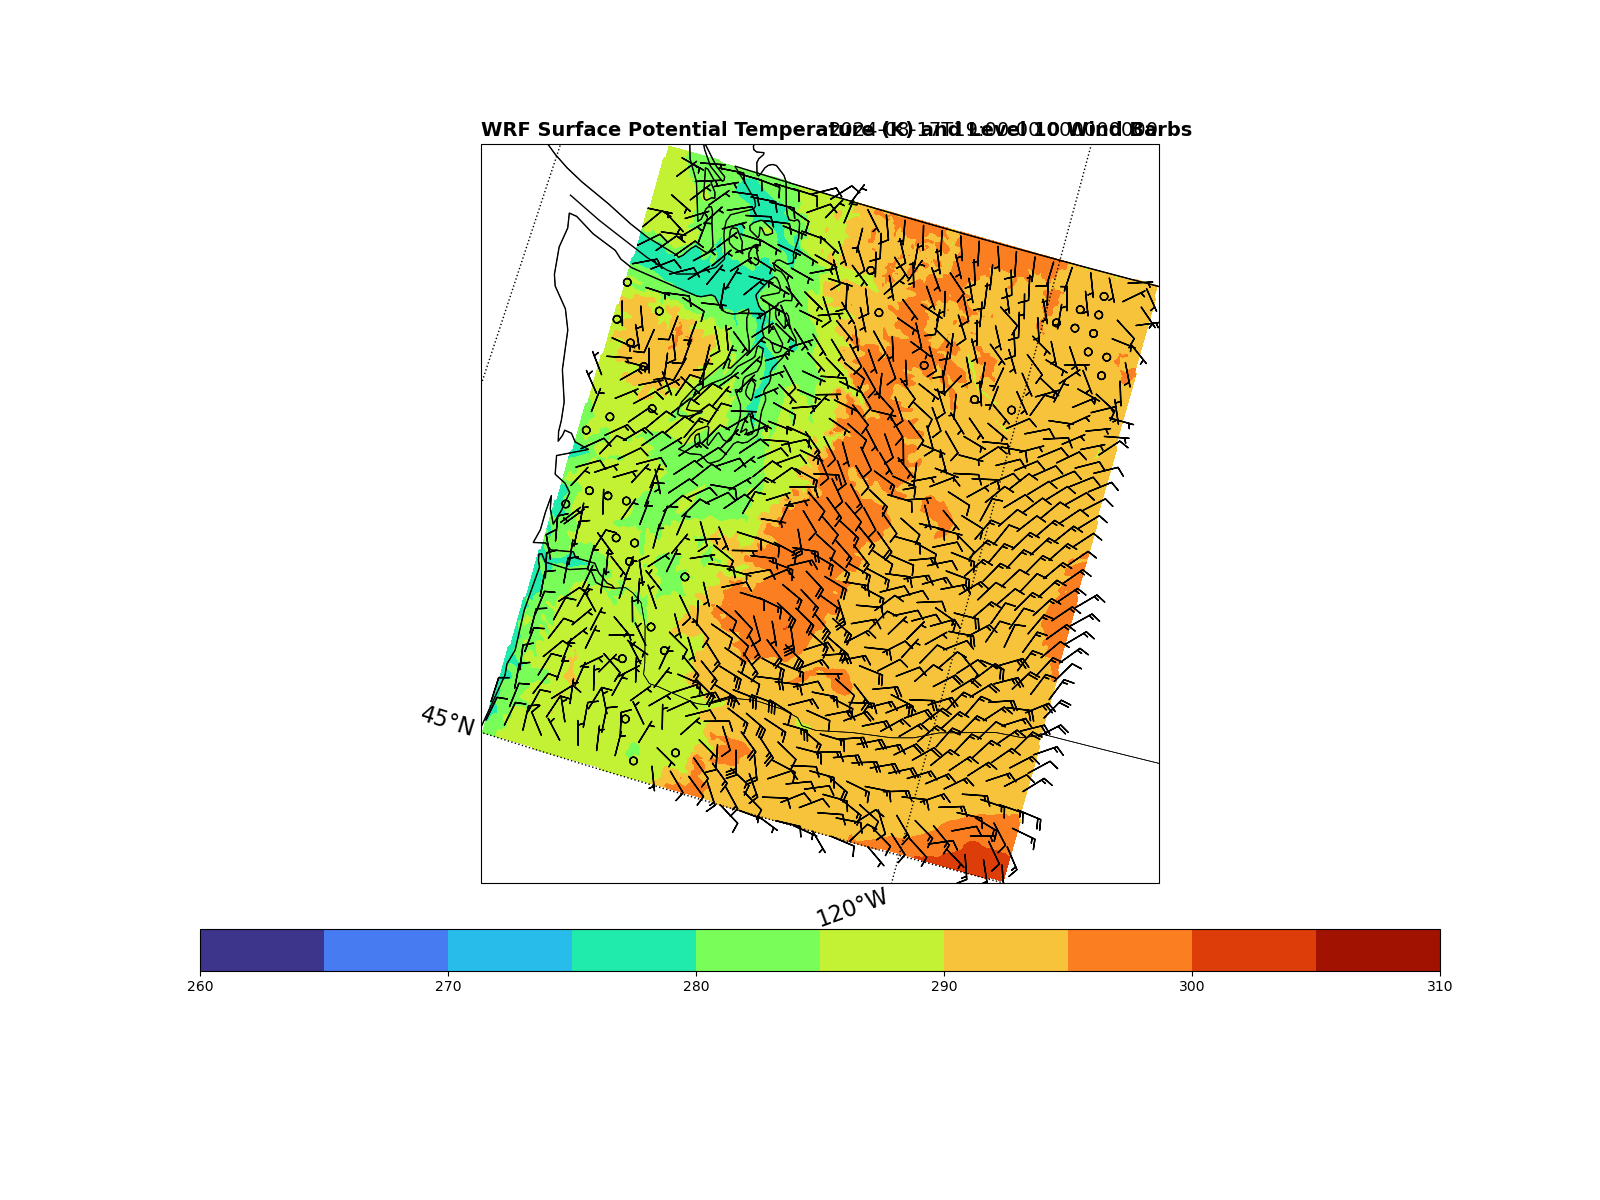 WRF Surface Potential Temperature (K) and Level 10 Wind Barbs
45°N
120°W
260 270 280 290 300 310